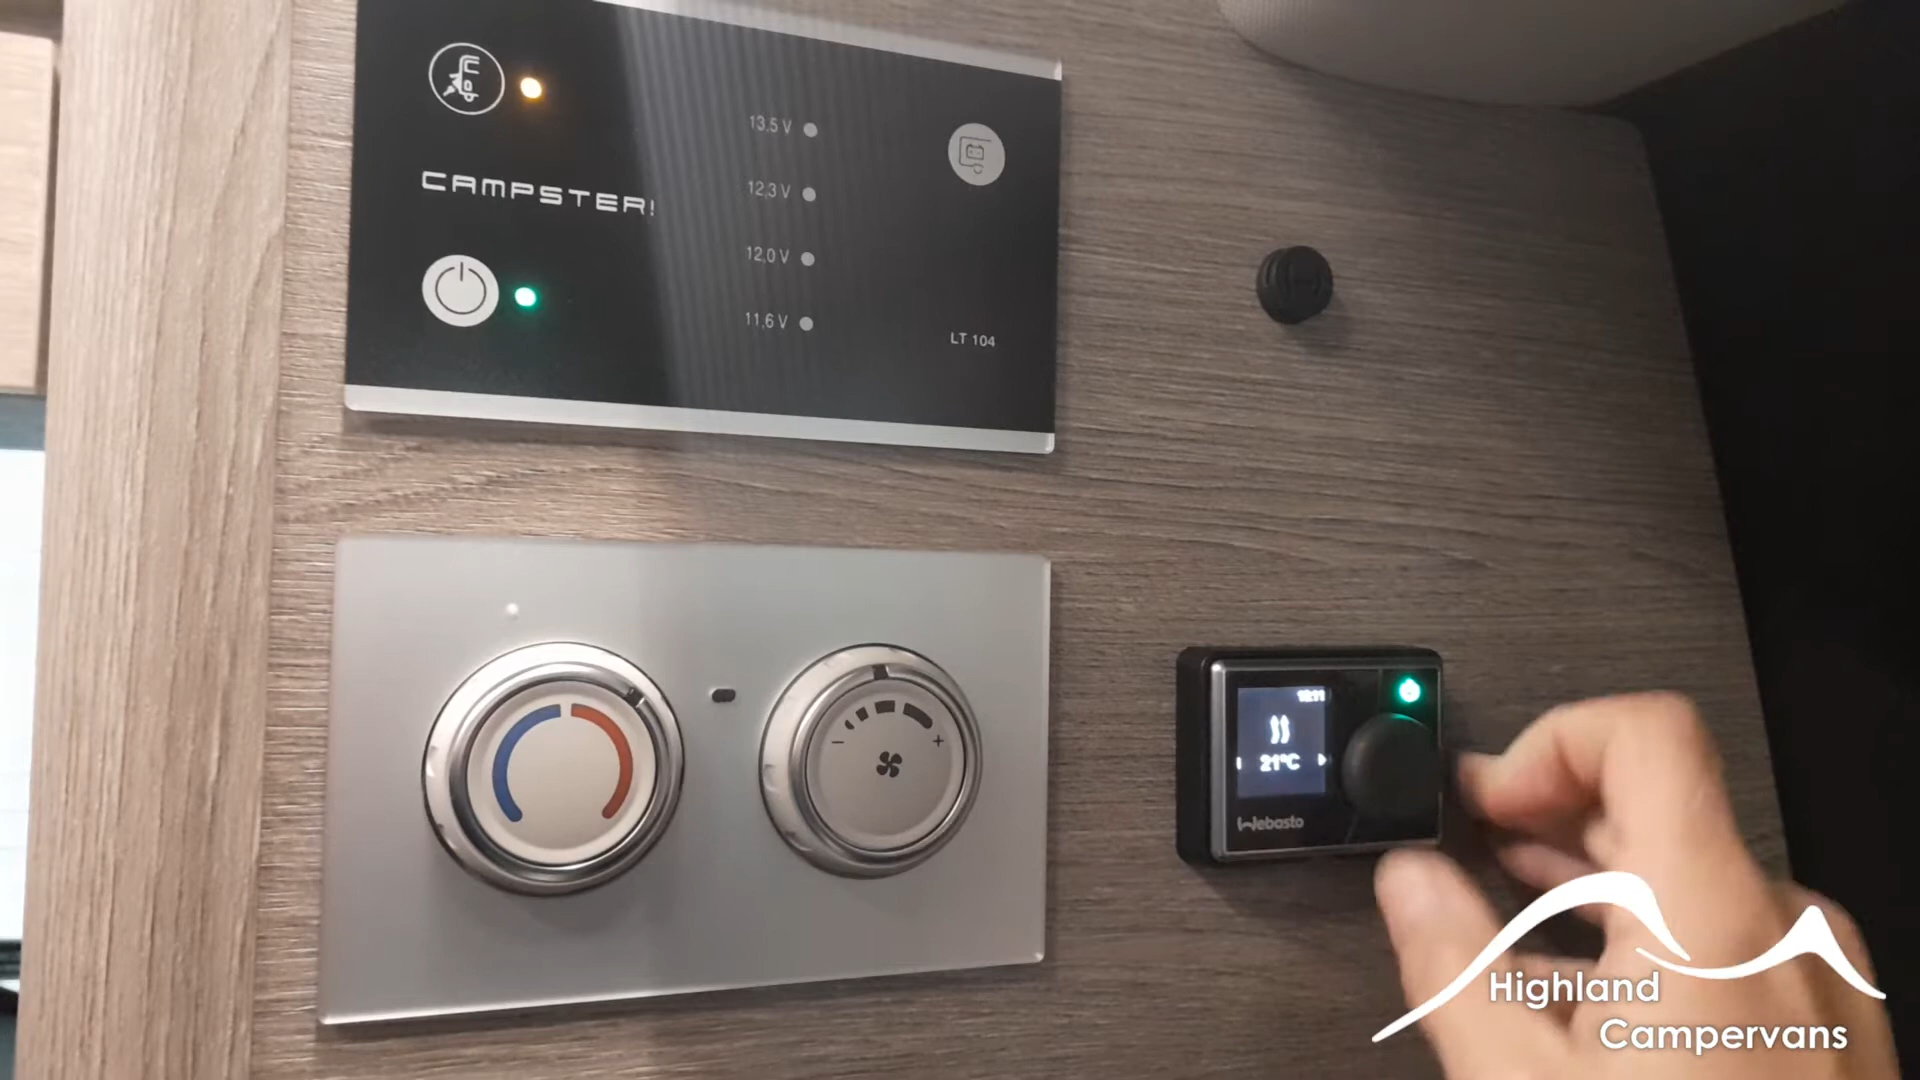 CAMPSTER!
13,5 V
12,3 V
12,0 V
11,6 V
LT 104
- +
21°C
Webasto
Highland
Campervans